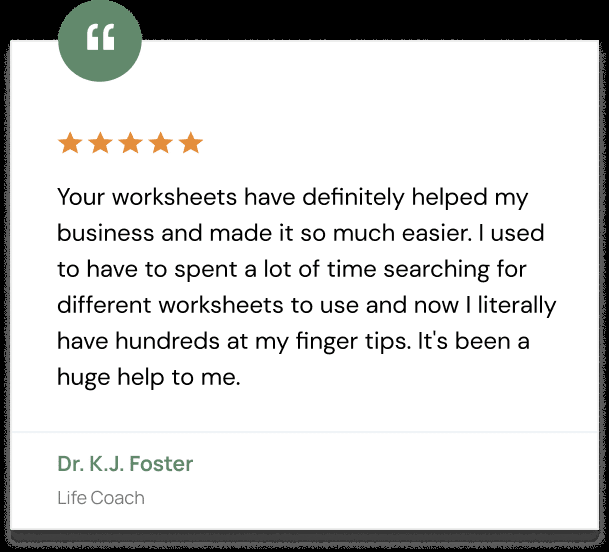 “
Your worksheets have definitely helped my
business and made it so much easier. I used
to have to spent a lot of time searching for
different worksheets to use and now I literally
have hundreds at my finger tips. It's been a
huge help to me.
Dr. K.J. Foster
Life Coach